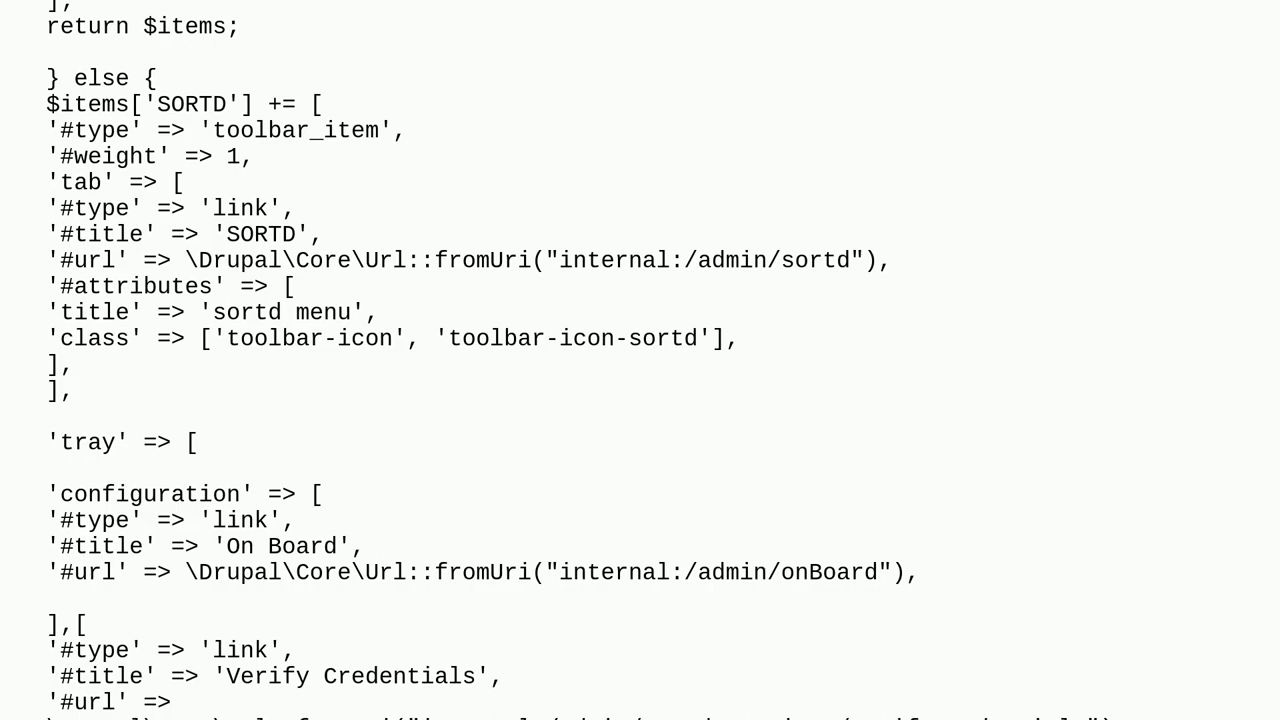 ],
return $items;
} else {
$items['SORTD'] += [
'#type' => 'toolbar_item',
'#weight' => 1,
'tab' => [
'#type' => 'link',
'#title' => 'SORTD',
'#url' => \Drupal\Core\Url::fromUri("internal:/admin/sortd"),
'#attributes' => [
'title' => 'sortd menu',
'class' => ['toolbar-icon', 'toolbar-icon-sortd'],
],
],
'tray' => [
'configuration' => [
'#type' => 'link',
'#title' => 'On Board',
'#url' => \Drupal\Core\Url::fromUri("internal:/admin/onBoard"),
],[
'#type' => 'link',
'#title' => 'Verify Credentials',
'#url' =>